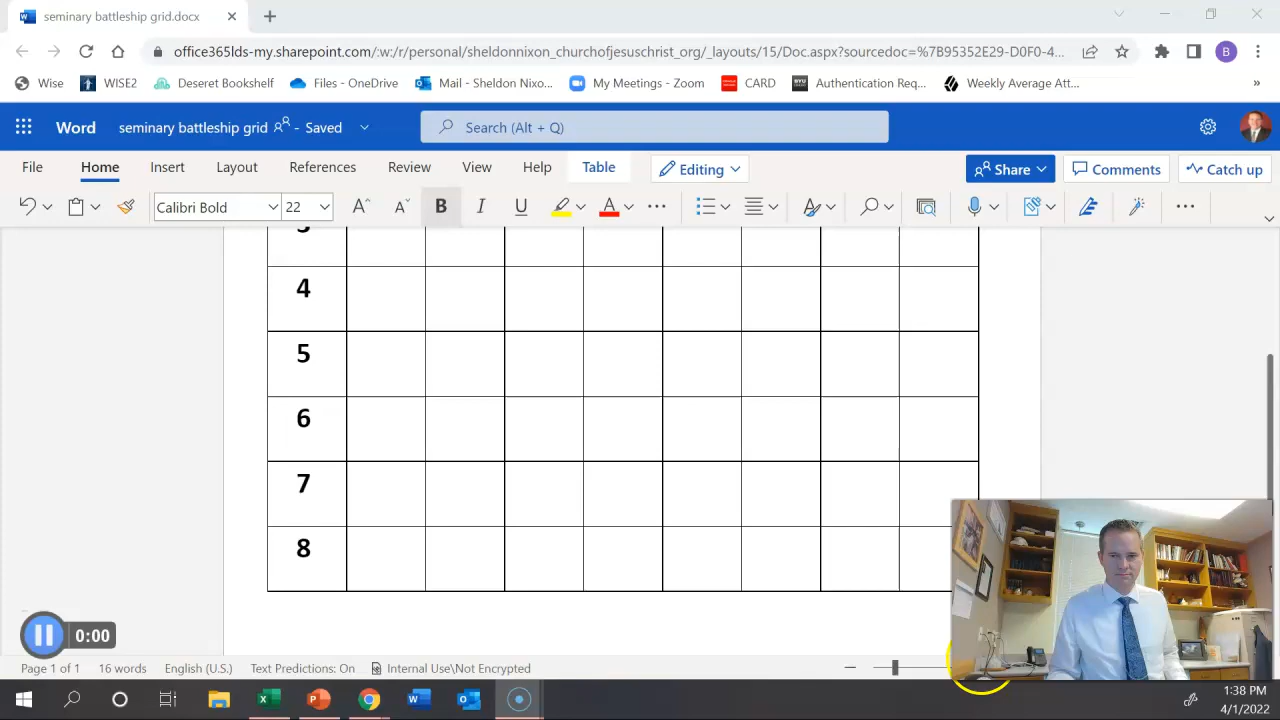 seminary battleship grid.docx
office365lds-my.sharepoint.com/:w:/r/personal/sheldonnixon_churchofjesuschrist_org/_layouts/15/Doc.aspx?sourcedoc=%7B95352E29-D0F0-4...
B
Wise WISE2 Deseret Bookshelf Files - OneDrive Mail - Sheldon Nixo... My Meetings - Zoom CARD Authentication Req... Weekly Average Att... »
Word seminary battleship grid - Saved Search (Alt + Q)
File Home Insert Layout References Review View Help Table Editing Share Comments Catch up
Calibri Bold 22 A A B I U A
4
5
6
7
8
0:00
Page 1 of 1 16 words English (U.S.) Text Predictions: On Internal Use\Not Encrypted
1:38 PM
4/1/2022